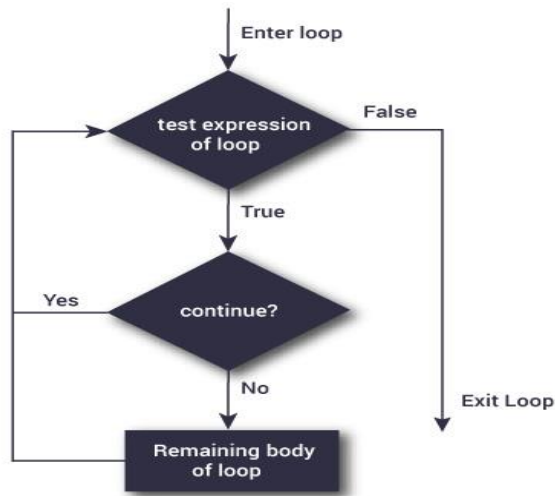 Enter loop
test expression
of loop
False
True
Yes
continue?
No
Exit Loop
Remaining body
of loop